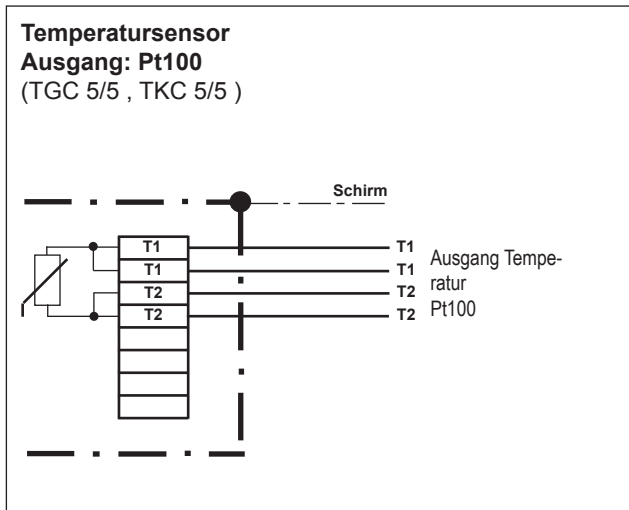 Temperatursensor
Ausgang: Pt100
(TGC 5/5 , TKC 5/5 )
Schirm
T1 T1
T1 T1
T2 T2
T2 T2
Ausgang Tempe-
ratur
Pt100